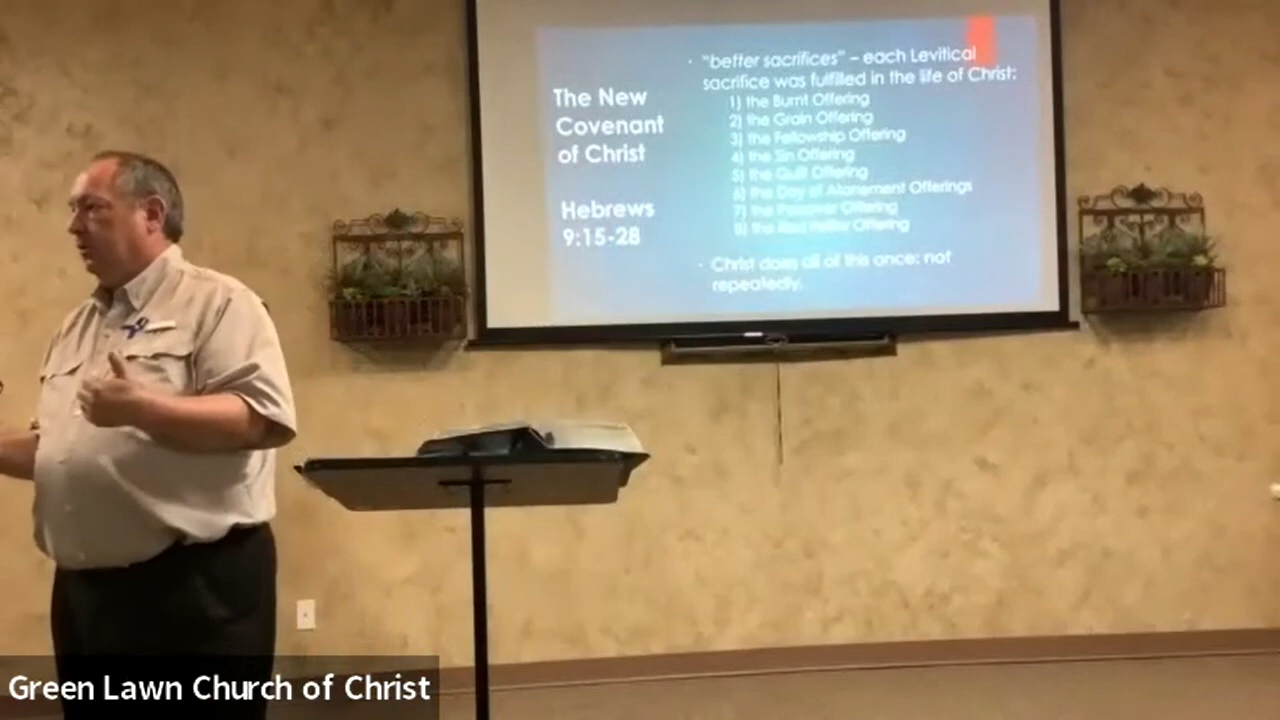 The New
Covenant
of Christ
Hebrews
9:15-28
• "better sacrifices" – each Levitical
sacrifice was fulfilled in the life of Christ:
1) the Burnt Offering
2) the Grain Offering
3) the Fellowship Offering
4) the Sin Offering
5) the Guilt Offering
6) the Day of Atonement Offerings
7) the Passover Offering
8) the Red Heifer Offering
• Christ does all of this once; not
repeatedly.
Green Lawn Church of Christ